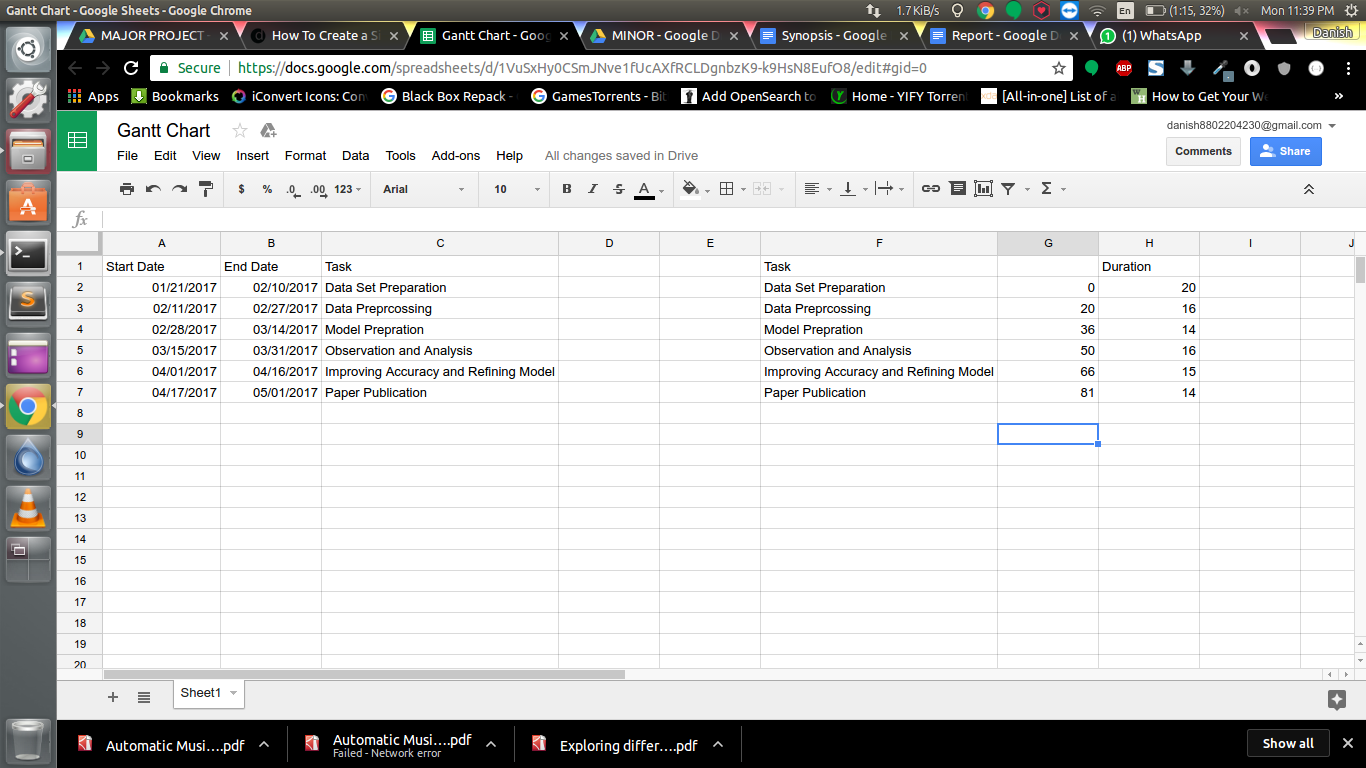 Gantt Chart - Google Sheets - Google Chrome
1.7 KiB/s En (1:15, 32%) Mon 11:39 PM
Danish
MAJOR PROJECT - How To Create a S Gantt Chart - Goog MINOR - Google D Synopsis - Google Report - Google D (1) WhatsApp
Secure https://docs.google.com/spreadsheets/d/1VuSxHy0CSmJNve1fUcAXfRCLDgnbzK9-k9HsN8EufO8/edit#gid=0 ABP S
Apps Bookmarks iConvert Icons: Con Black Box Repack - GamesTorrents - Bit Add OpenSearch to Home - YIFY Torren [All-in-one] List of a How to Get Your W »
Gantt Chart
danish8802204230@gmail.com
File Edit View Insert Format Data Tools Add-ons Help All changes saved in Drive
Comments Share
$ % .0 .00 123 Arial 10 B I S A Σ
fx
A B C D E F G H I J
1 Start Date End Date Task Task Duration
2 01/21/2017 02/10/2017 Data Set Preparation Data Set Preparation 0 20
3 02/11/2017 02/27/2017 Data Preprcossing Data Preprcossing 20 16
4 02/28/2017 03/14/2017 Model Prepration Model Prepration 36 14
5 03/15/2017 03/31/2017 Observation and Analysis Observation and Analysis 50 16
6 04/01/2017 04/16/2017 Improving Accuracy and Refining Model Improving Accuracy and Refining Model 66 15
7 04/17/2017 05/01/2017 Paper Publication Paper Publication 81 14
8
9
10
11
12
13
14
15
16
17
18
19
20
+ Sheet1
Automatic Musi....pdf Automatic Musi....pdf Exploring differ....pdf Show all
Failed - Network error